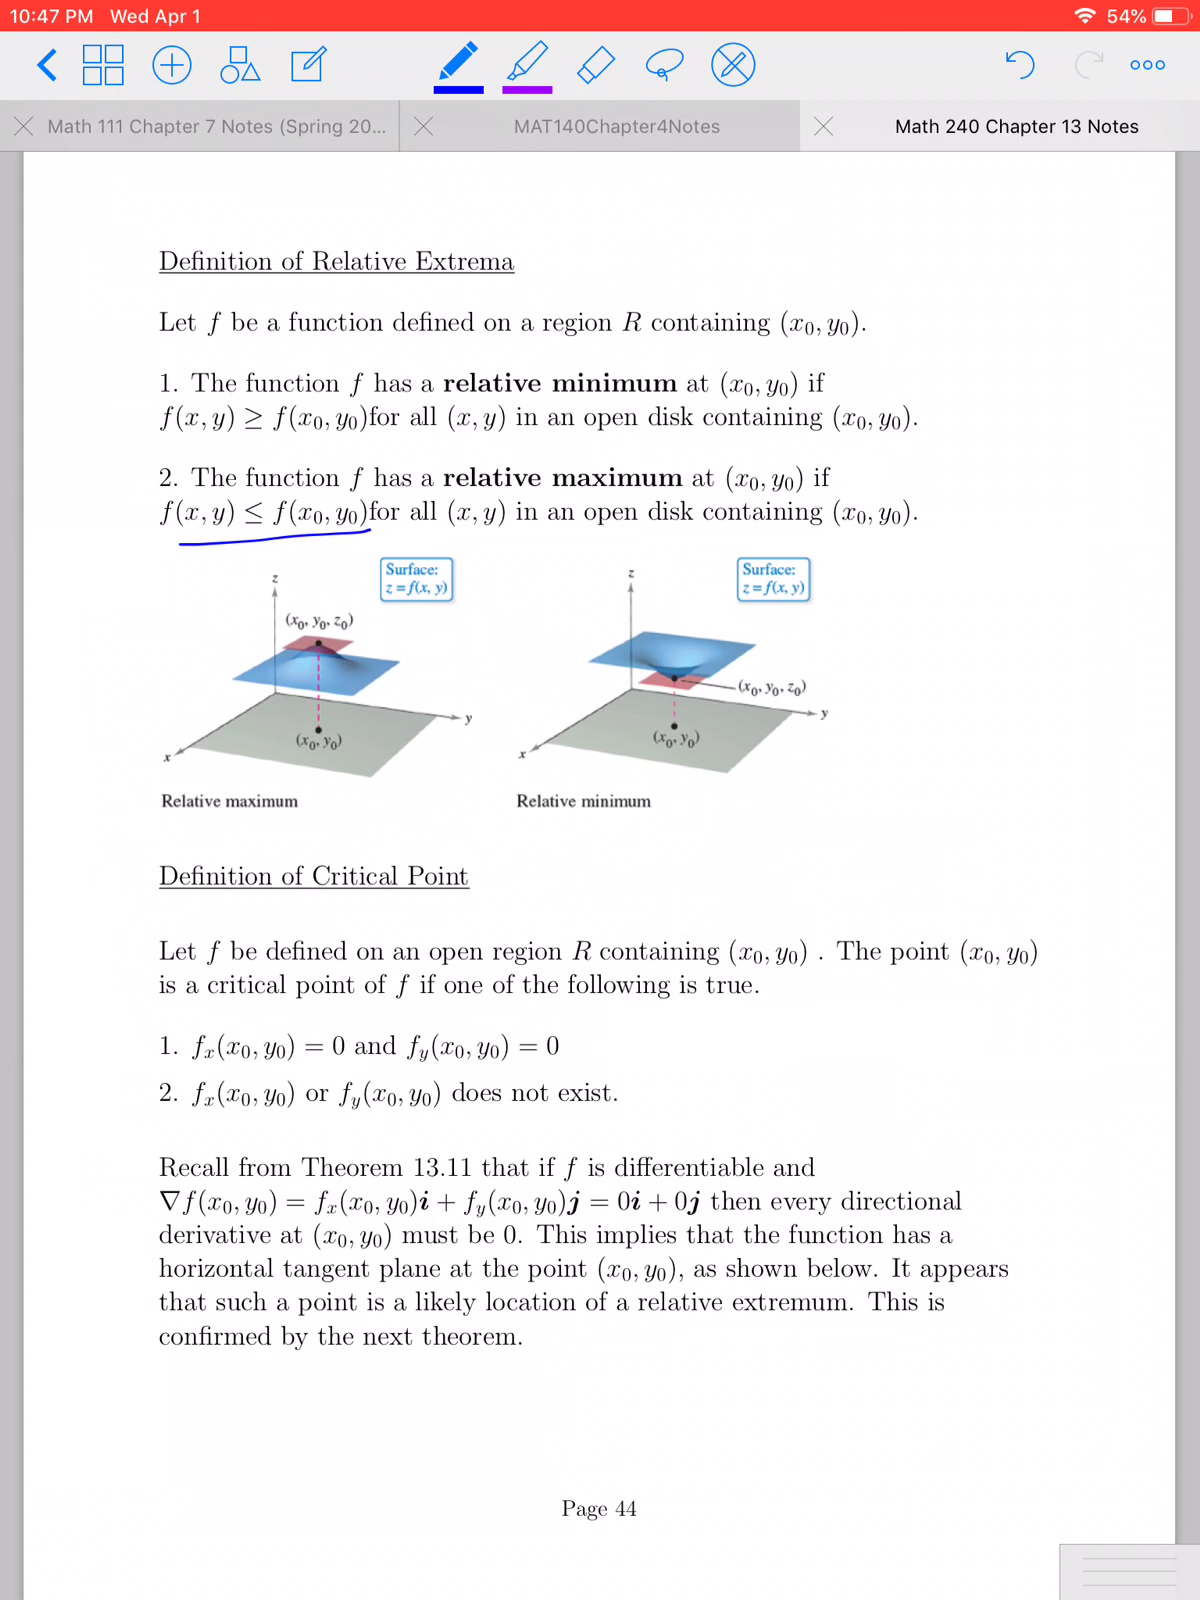 10:47 PM Wed Apr 1 54%
Math 111 Chapter 7 Notes (Spring 20... MAT140Chapter4Notes Math 240 Chapter 13 Notes
Definition of Relative Extrema
Let f be a function defined on a region R containing (x₀, y₀).
1. The function f has a relative minimum at (x₀, y₀) if
f(x, y) ≥ f(x₀, y₀)for all (x, y) in an open disk containing (x₀, y₀).
2. The function f has a relative maximum at (x₀, y₀) if
f(x, y) ≤ f(x₀, y₀)for all (x, y) in an open disk containing (x₀, y₀).
Surface:
z = f(x, y)
z
(x₀, y₀, z₀)
y
(x₀, y₀)
x
Relative maximum
Surface:
z = f(x, y)
z
(x₀, y₀, z₀)
y
(x₀, y₀)
x
Relative minimum
Definition of Critical Point
Let f be defined on an open region R containing (x₀, y₀) . The point (x₀, y₀)
is a critical point of f if one of the following is true.
1. fₓ(x₀, y₀) = 0 and f_y(x₀, y₀) = 0
2. fₓ(x₀, y₀) or f_y(x₀, y₀) does not exist.
Recall from Theorem 13.11 that if f is differentiable and
∇f(x₀, y₀) = fₓ(x₀, y₀)i + f_y(x₀, y₀)j = 0i + 0j then every directional
derivative at (x₀, y₀) must be 0. This implies that the function has a
horizontal tangent plane at the point (x₀, y₀), as shown below. It appears
that such a point is a likely location of a relative extremum. This is
confirmed by the next theorem.
Page 44